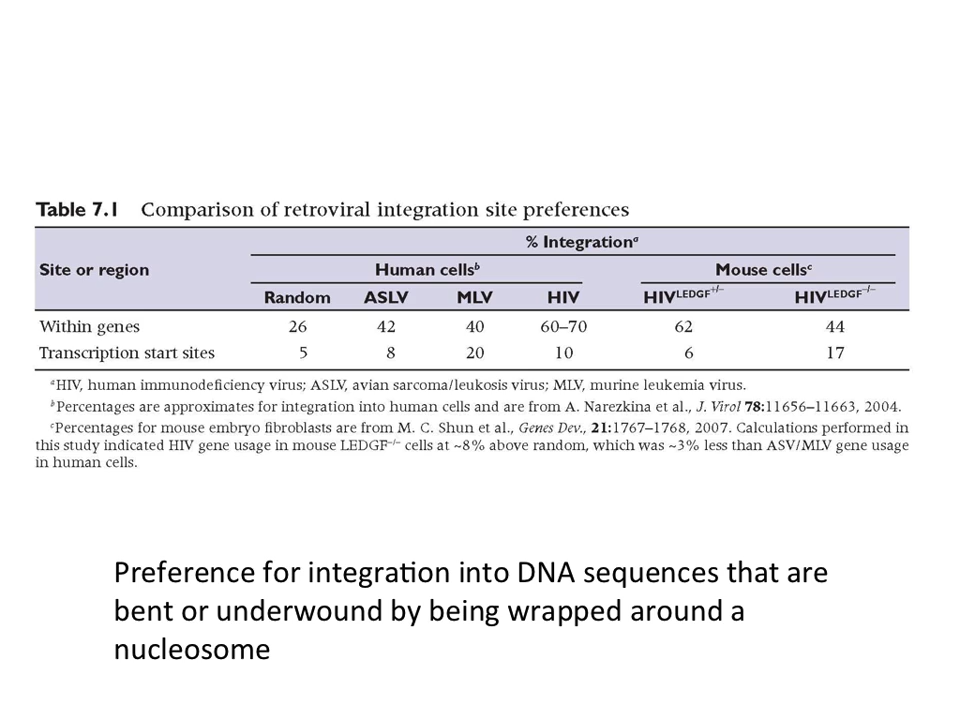 Table 7.1 Comparison of retroviral integration site preferences
% Integrationᵃ
Site or region Human cellsᵇ Mouse cellsᶜ
Random ASLV MLV HIV HIVLEDGF+/− HIVLEDGF−/−
Within genes 26 42 40 60–70 62 44
Transcription start sites 5 8 20 10 6 17
ᵃHIV, human immunodeficiency virus; ASLV, avian sarcoma/leukosis virus; MLV, murine leukemia virus.
ᵇPercentages are approximates for integration into human cells and are from A. Narezkina et al., J. Virol 78:11656–11663, 2004.
ᶜPercentages for mouse embryo fibroblasts are from M. C. Shun et al., Genes Dev., 21:1767–1768, 2007. Calculations performed in
this study indicated HIV gene usage in mouse LEDGF−/− cells at ~8% above random, which was ~3% less than ASV/MLV gene usage
in human cells.
Preference for integration into DNA sequences that are
bent or underwound by being wrapped around a
nucleosome